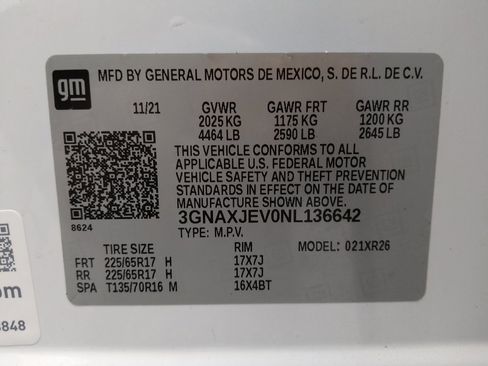 gm
MFD BY GENERAL MOTORS DE MEXICO, S. DE R.L. DE C.V.
11/21 GVWR GAWR FRT GAWR RR
2025 KG 1175 KG 1200 KG
4464 LB 2590 LB 2645 LB
THIS VEHICLE CONFORMS TO ALL
APPLICABLE U.S. FEDERAL MOTOR
VEHICLE SAFETY AND THEFT PREVENTION
STANDARDS IN EFFECT ON THE DATE OF
MANUFACTURE SHOWN ABOVE.
3GNAXJEV0NL136642
8624
TYPE: M.P.V.
TIRE SIZE RIM MODEL: 021XR26
FRT 225/65R17 H 17X7J
RR 225/65R17 H 17X7J
SPA T135/70R16 M 16X4BT
om
8848